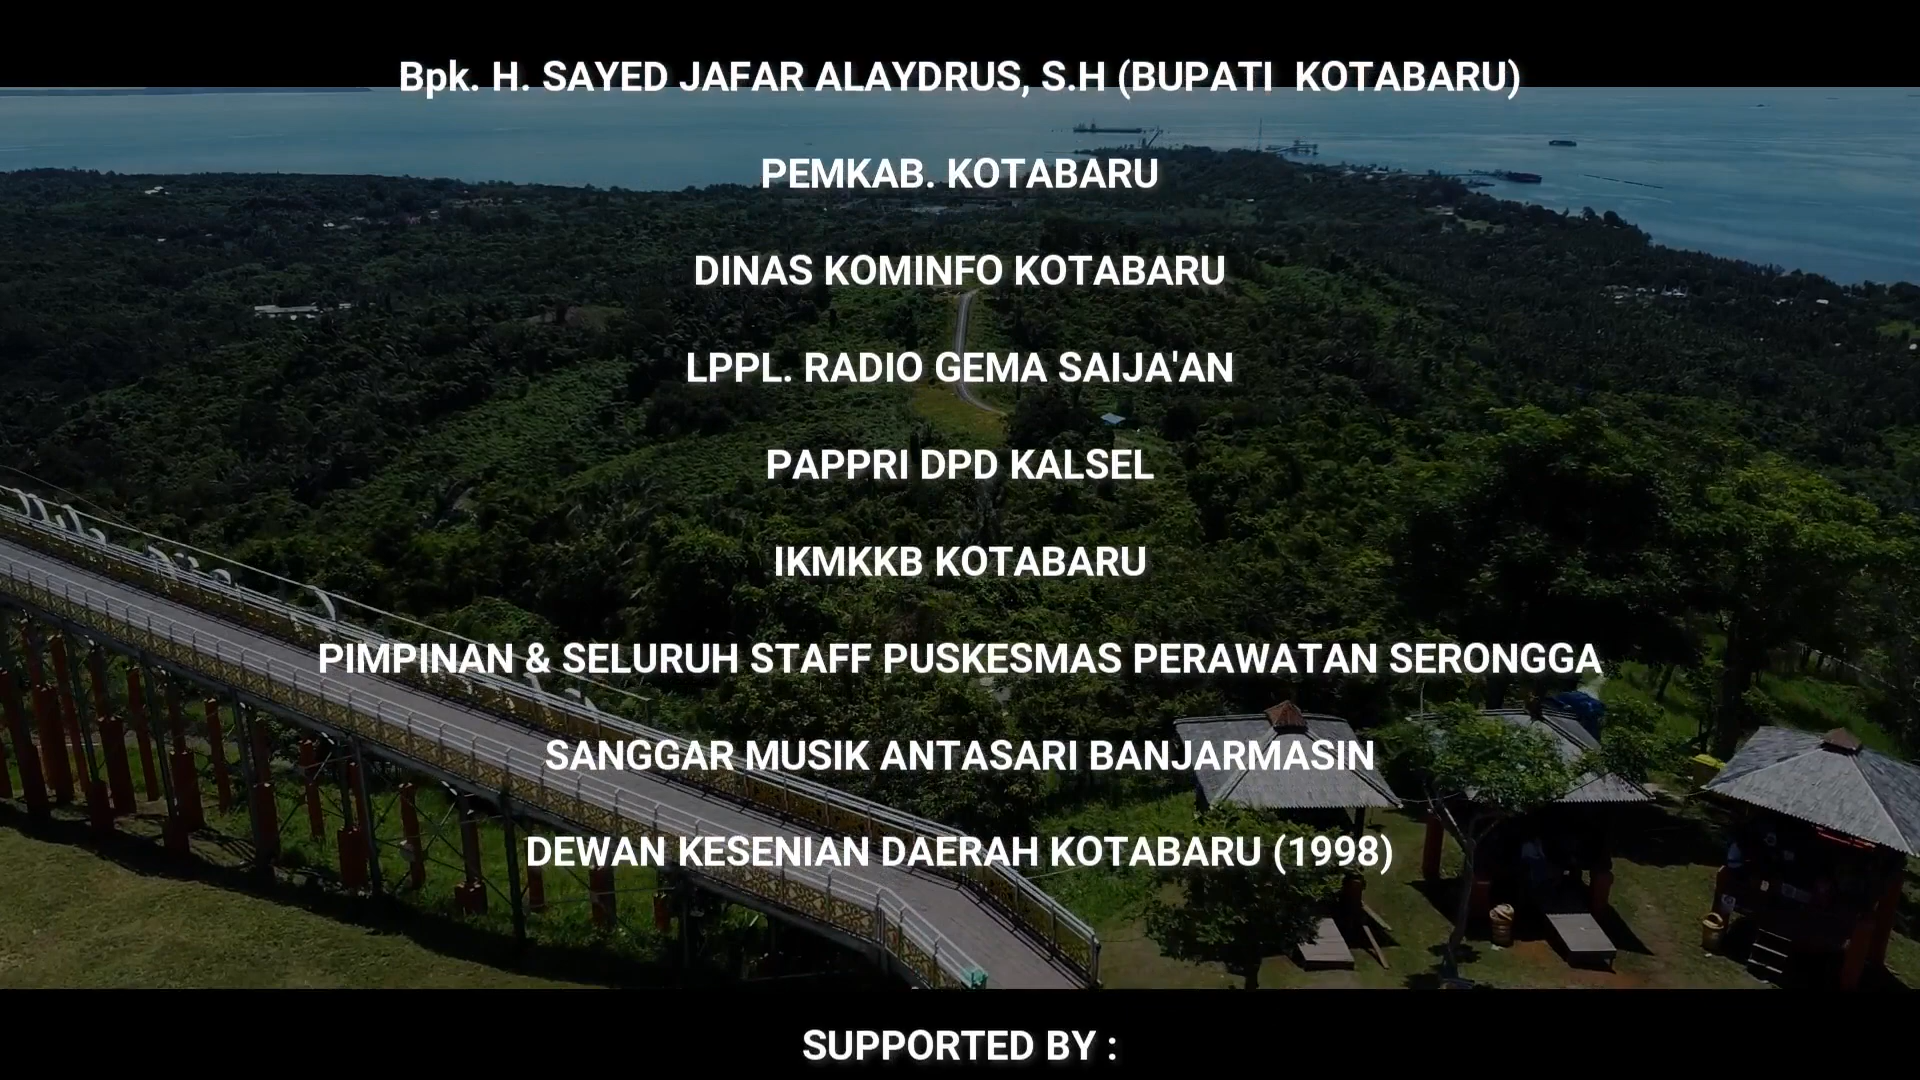 Bpk. H. SAYED JAFAR ALAYDRUS, S.H (BUPATI  KOTABARU)
PEMKAB. KOTABARU
DINAS KOMINFO KOTABARU
LPPL. RADIO GEMA SAIJA'AN
PAPPRI DPD KALSEL
IKMKKB KOTABARU
PIMPINAN & SELURUH STAFF PUSKESMAS PERAWATAN SERONGGA
SANGGAR MUSIK ANTASARI BANJARMASIN
DEWAN KESENIAN DAERAH KOTABARU (1998)
SUPPORTED BY :